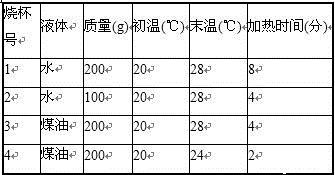 烧杯号 液体 质量(g) 初温(℃) 末温(℃) 加热时间(分)
1 水 200 20 28 8
2 水 100 20 28 4
3 煤油 200 20 28 4
4 煤油 200 20 24 2